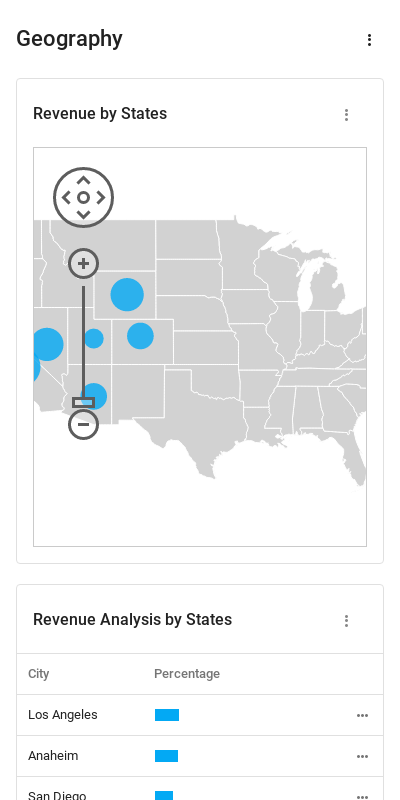 Geography
Revenue by States
Revenue Analysis by States
City Percentage
Los Angeles
Anaheim
San Diego